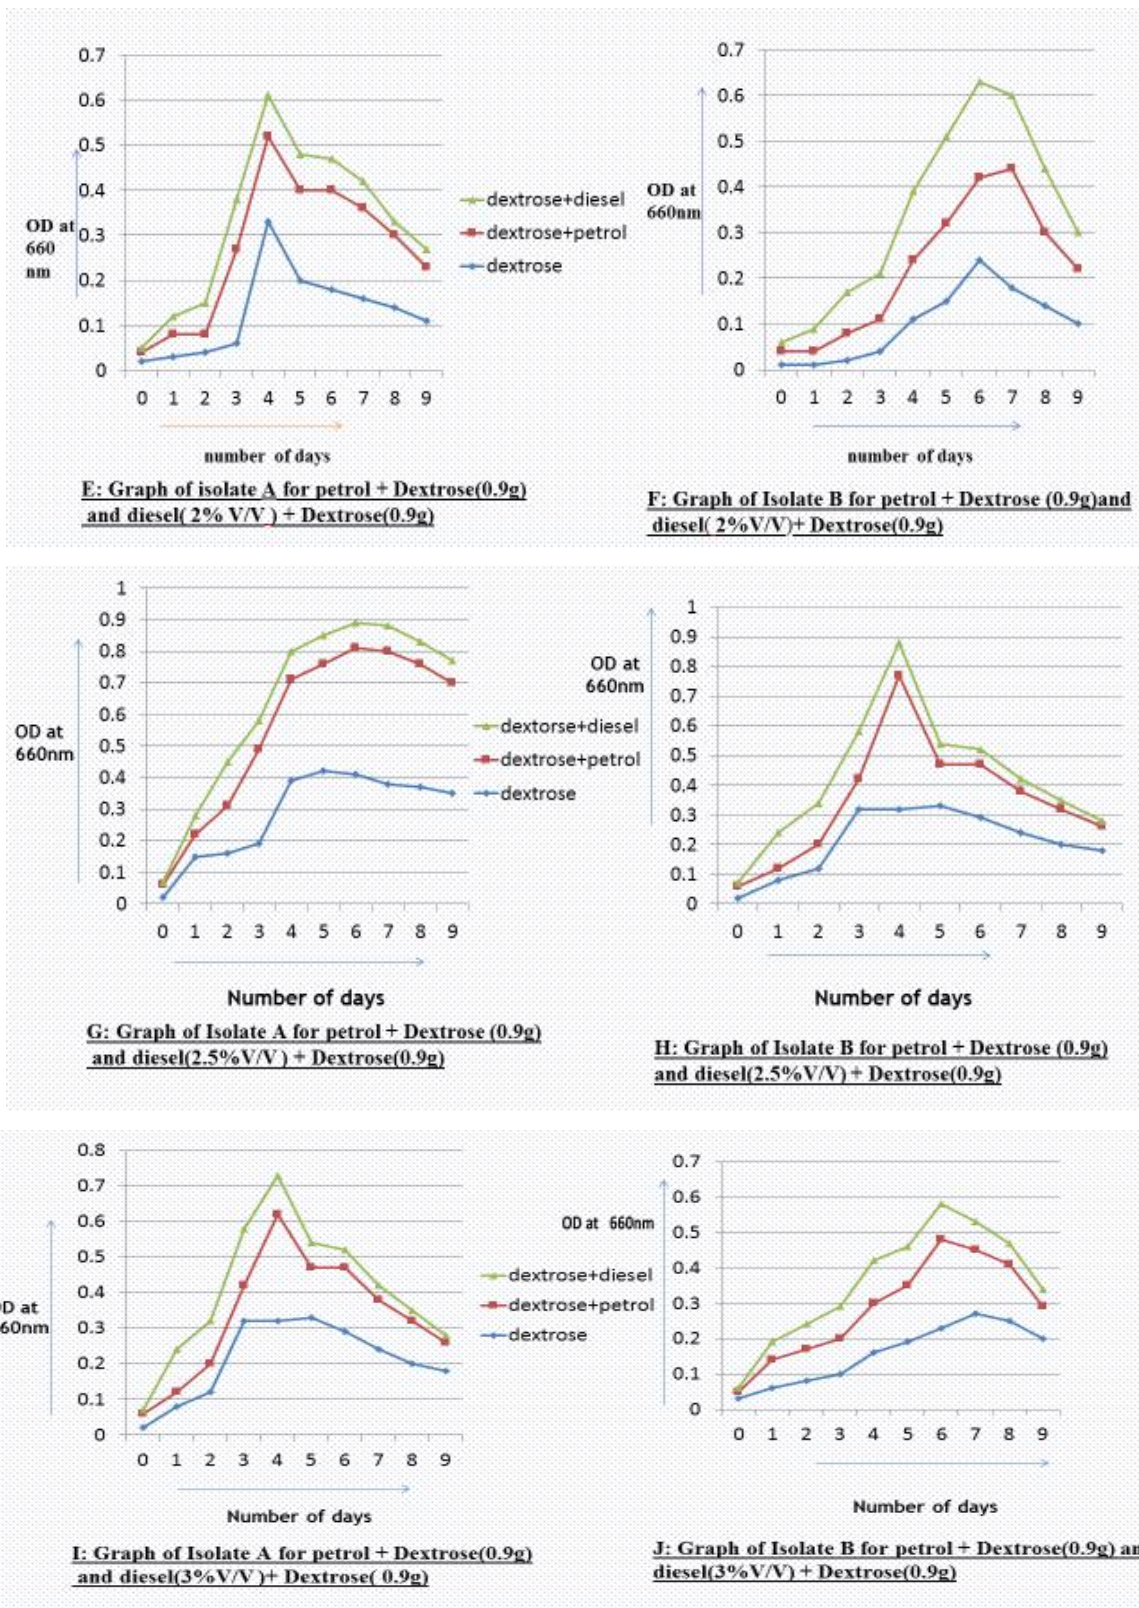 0.7
0.6
0.5
0.4
0.3
0.2
0.1
0
OD at
660
nm
0 1 2 3 4 5 6 7 8 9
number of days
dextrose+diesel
dextrose+petrol
dextrose
E: Graph of isolate A for petrol + Dextrose(0.9g)
and diesel( 2% V/V ) + Dextrose(0.9g)
0.7
0.6
0.5
0.4
0.3
0.2
0.1
0
OD at
660nm
0 1 2 3 4 5 6 7 8 9
number of days
F: Graph of Isolate B for petrol + Dextrose (0.9g)and
diesel( 2%V/V)+ Dextrose(0.9g)
1
0.9
0.8
0.7
0.6
0.5
0.4
0.3
0.2
0.1
0
OD at
660nm
0 1 2 3 4 5 6 7 8 9
Number of days
dextorse+diesel
dextrose+petrol
dextrose
G: Graph of Isolate A for petrol + Dextrose (0.9g)
and diesel(2.5%V/V ) + Dextrose(0.9g)
1
0.9
0.8
0.7
0.6
0.5
0.4
0.3
0.2
0.1
0
OD at
660nm
0 1 2 3 4 5 6 7 8 9
Number of days
H: Graph of Isolate B for petrol + Dextrose (0.9g)
and diesel(2.5%V/V) + Dextrose(0.9g)
0.8
0.7
0.6
0.5
0.4
0.3
0.2
0.1
0
D at
60nm
0 1 2 3 4 5 6 7 8 9
Number of days
dextrose+diesel
dextrose+petrol
dextrose
I: Graph of Isolate A for petrol + Dextrose(0.9g)
and diesel(3%V/V )+ Dextrose( 0.9g)
0.7
0.6
0.5
0.4
0.3
0.2
0.1
0
OD at 660nm
0 1 2 3 4 5 6 7 8 9
Number of days
J: Graph of Isolate B for petrol + Dextrose(0.9g) an
diesel(3%V/V) + Dextrose(0.9g)